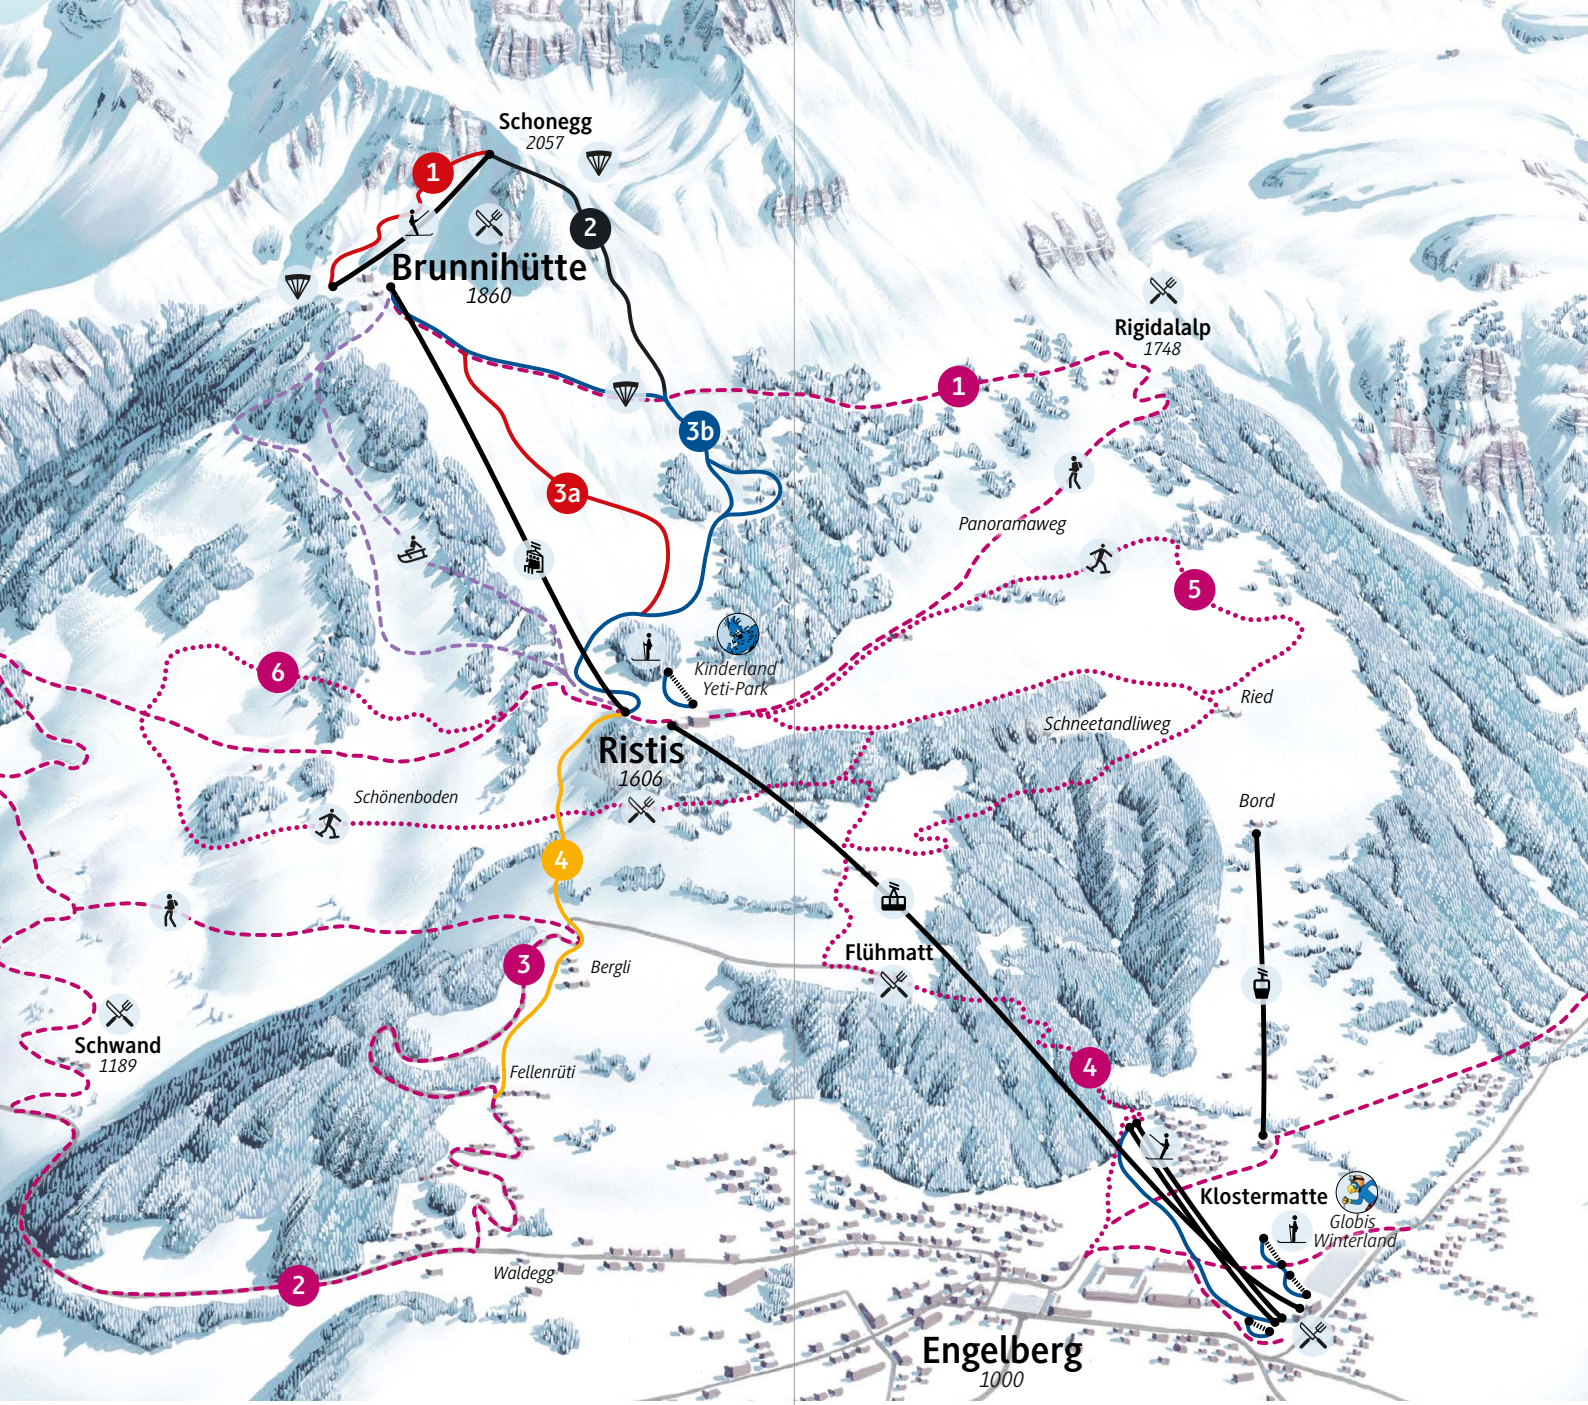 Schonegg
2057
1
2
Brunnihütte
1860
Rigidalalp
1748
1
3b
3a
Panoramaweg
5
Kinderland
Yeti-Park
6
Ried
Schneetandliweg
Ristis
1606
Schönenboden
Bord
4
Flühmatt
3
Bergli
Schwand
1189
Fellenrüti
4
Klostermatte
Globis
Winterland
Waldegg
2
Engelberg
1000